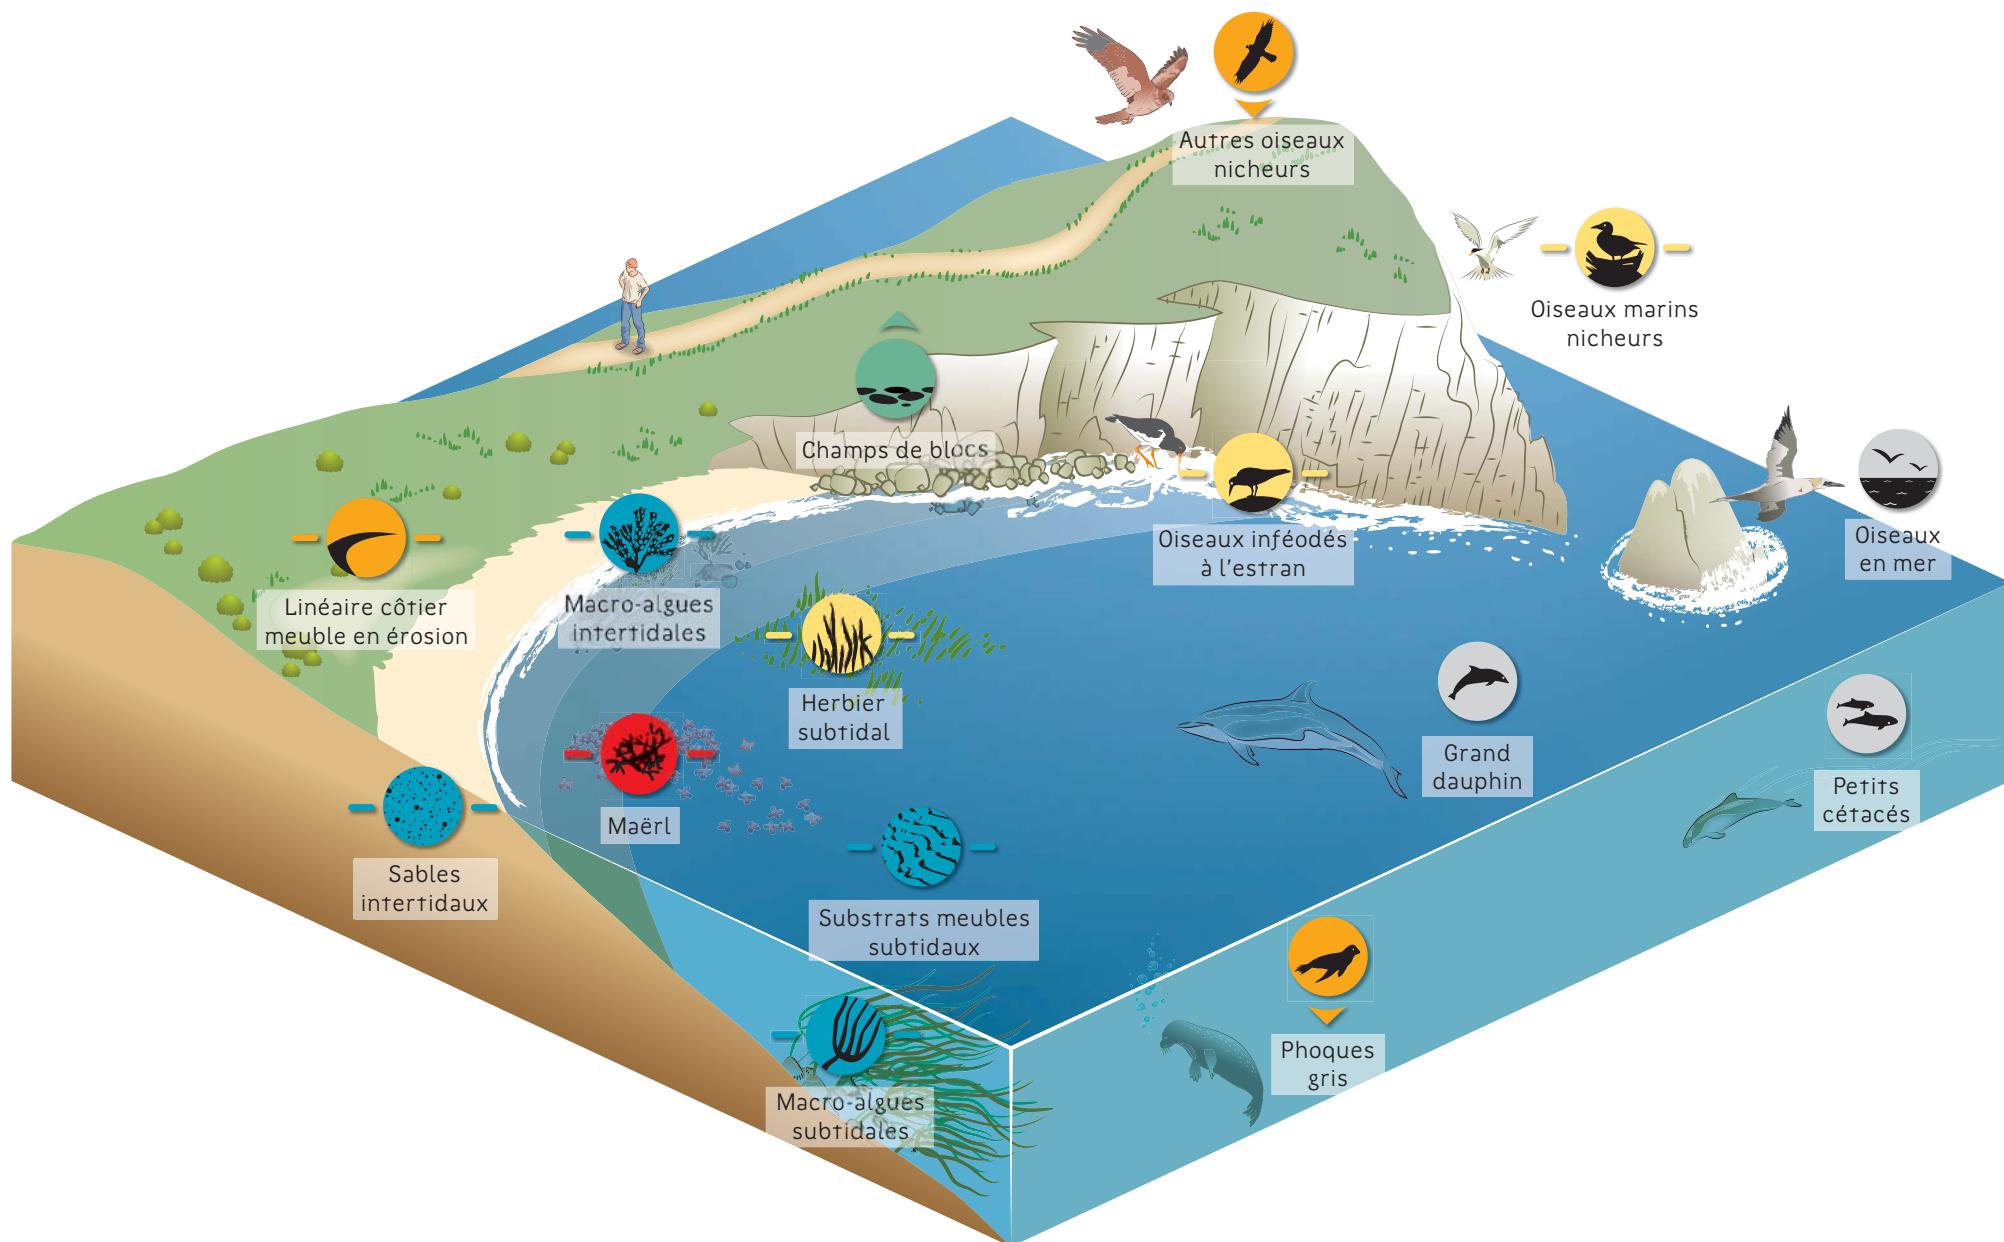 Autres oiseaux
nicheurs
Oiseaux marins
nicheurs
Champs de blocs
Oiseaux inféodés
à l'estran
Oiseaux
en mer
Linéaire côtier
meuble en érosion
Macro-algues
intertidales
Herbier
subtidal
Grand
dauphin
Petits
cétacés
Maërl
Sables
intertidaux
Substrats meubles
subtidaux
Phoques
gris
Macro-algues
subtidales